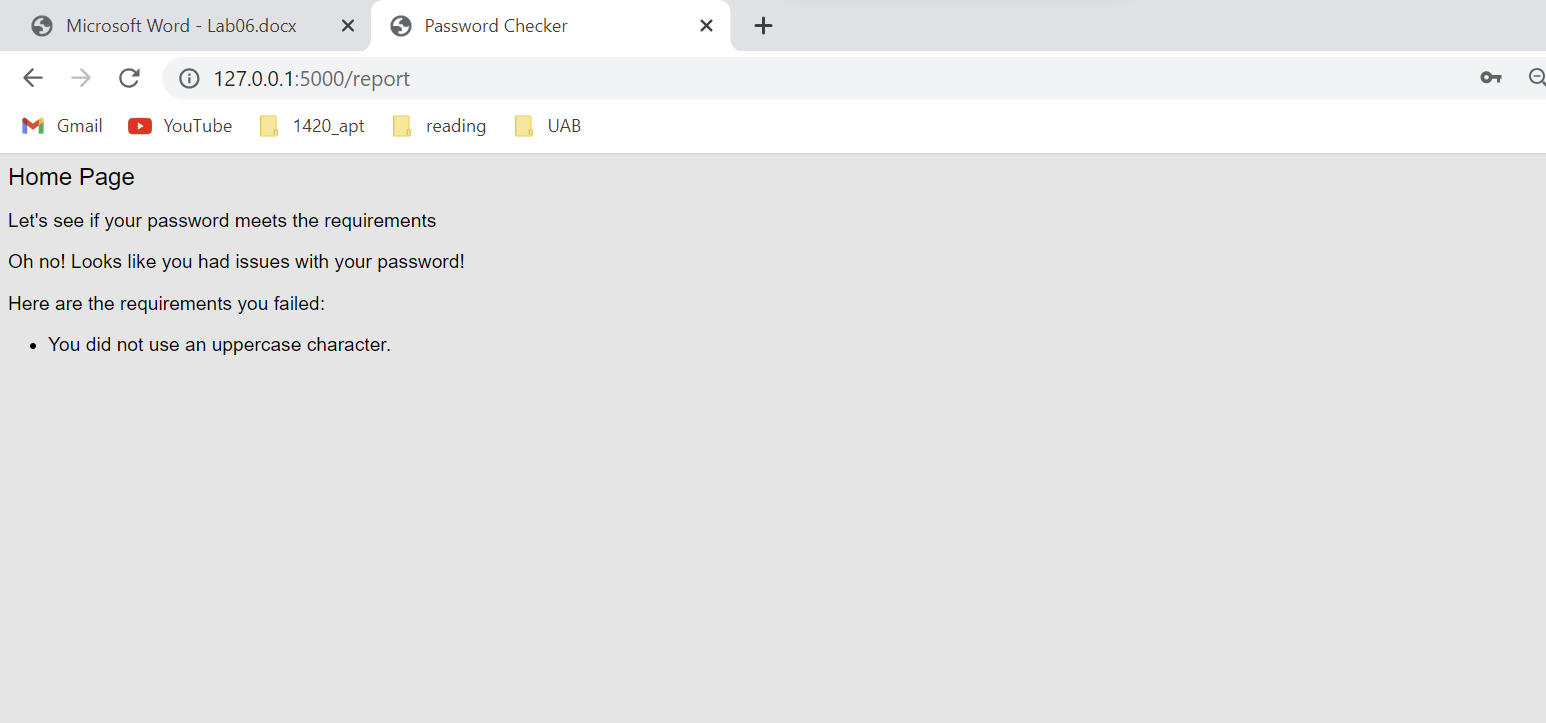 Microsoft Word - Lab06.docx
Password Checker
127.0.0.1:5000/report
Gmail
YouTube
1420_apt
reading
UAB
Home Page
Let's see if your password meets the requirements
Oh no! Looks like you had issues with your password!
Here are the requirements you failed:
• You did not use an uppercase character.